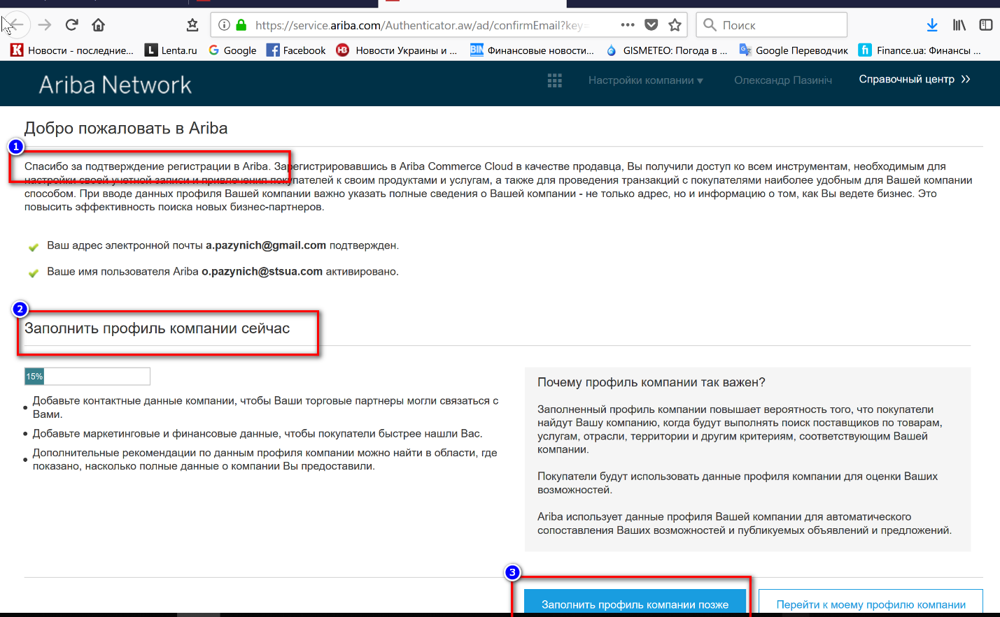 https://service.ariba.com/Authenticator.aw/ad/confirmEmail?key=
Поиск
Новости - последние...
Lenta.ru
Google
Facebook
Новости Украины и ...
BIN
Финансовые новости...
GISMETEO: Погода в ...
Google Переводчик
Finance.ua: Финансы ...
Ariba Network
Настройки компании ▾
Олександр Пазиніч
Справочный центр »
Добро пожаловать в Ariba
1
Спасибо за подтверждение регистрации в Ariba. Зарегистрировавшись в Ariba Commerce Cloud в качестве продавца, Вы получили доступ ко всем инструментам, необходимым для
настройки своей учетной записи и привлечения покупателей к своим продуктами и услугам, а также для проведения транзакций с покупателями наиболее удобным для Вашей компании
способом. При вводе данных профиля Вашей компании важно указать полные сведения о Вашей компании - не только адрес, но и информацию о том, как Вы ведете бизнес. Это
повысить эффективность поиска новых бизнес-партнеров.
Ваш адрес электронной почты a.pazynich@gmail.com подтвержден.
Ваше имя пользователя Ariba o.pazynich@stsua.com активировано.
2
Заполнить профиль компании сейчас
15%
• Добавьте контактные данные компании, чтобы Ваши торговые партнеры могли связаться с
Вами.
• Добавьте маркетинговые и финансовые данные, чтобы покупатели быстрее нашли Вас.
• Дополнительные рекомендации по данным профиля компании можно найти в области, где
показано, насколько полные данные о компании Вы предоставили.
Почему профиль компании так важен?
Заполненный профиль компании повышает вероятность того, что покупатели
найдут Вашу компанию, когда будут выполнять поиск поставщиков по товарам,
услугам, отрасли, территории и другим критериям, соответствующим Вашей
компании.
Покупатели будут использовать данные профиля компании для оценки Ваших
возможностей.
Ariba использует данные профиля Вашей компании для автоматического
сопоставления Ваших возможностей и публикуемых объявлений и предложений.
3
Заполнить профиль компании позже
Перейти к моему профилю компании